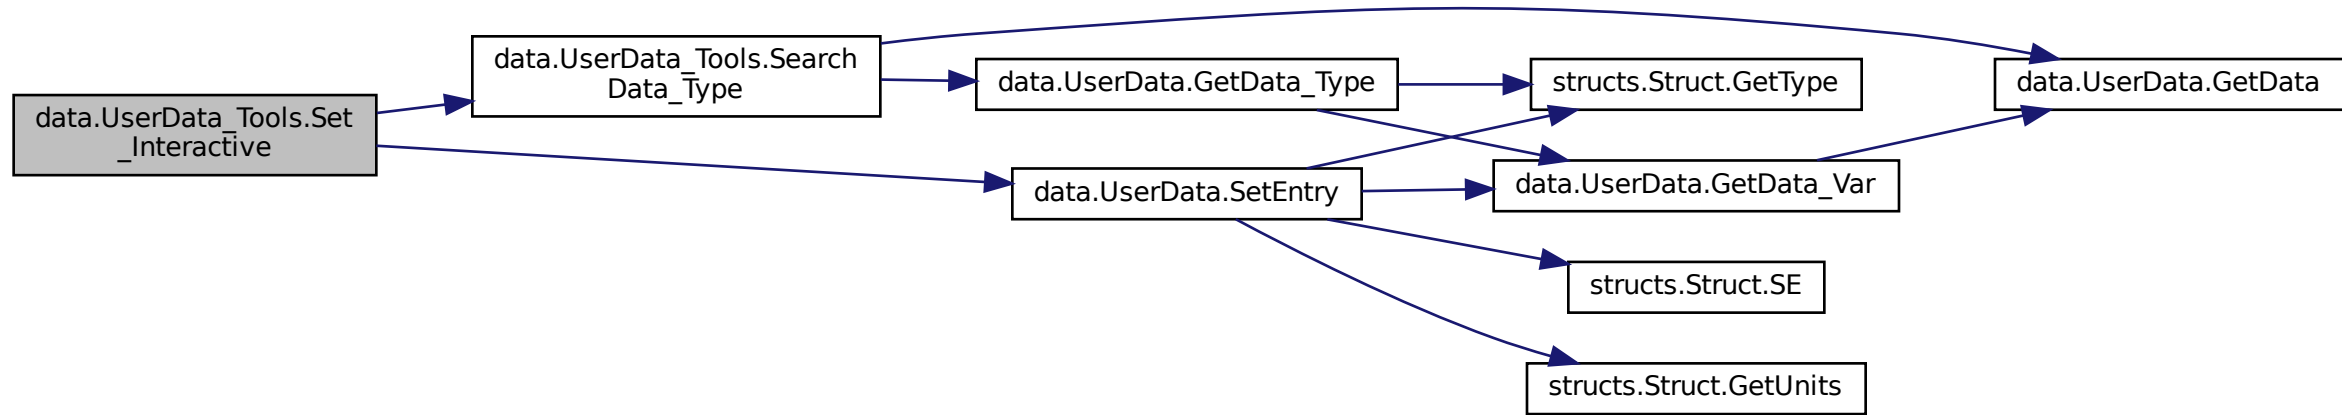 data.UserData_Tools.Set
_Interactive
data.UserData_Tools.Search
Data_Type
data.UserData.GetData_Type
data.UserData.SetEntry
structs.Struct.GetType
data.UserData.GetData_Var
structs.Struct.SE
structs.Struct.GetUnits
data.UserData.GetData